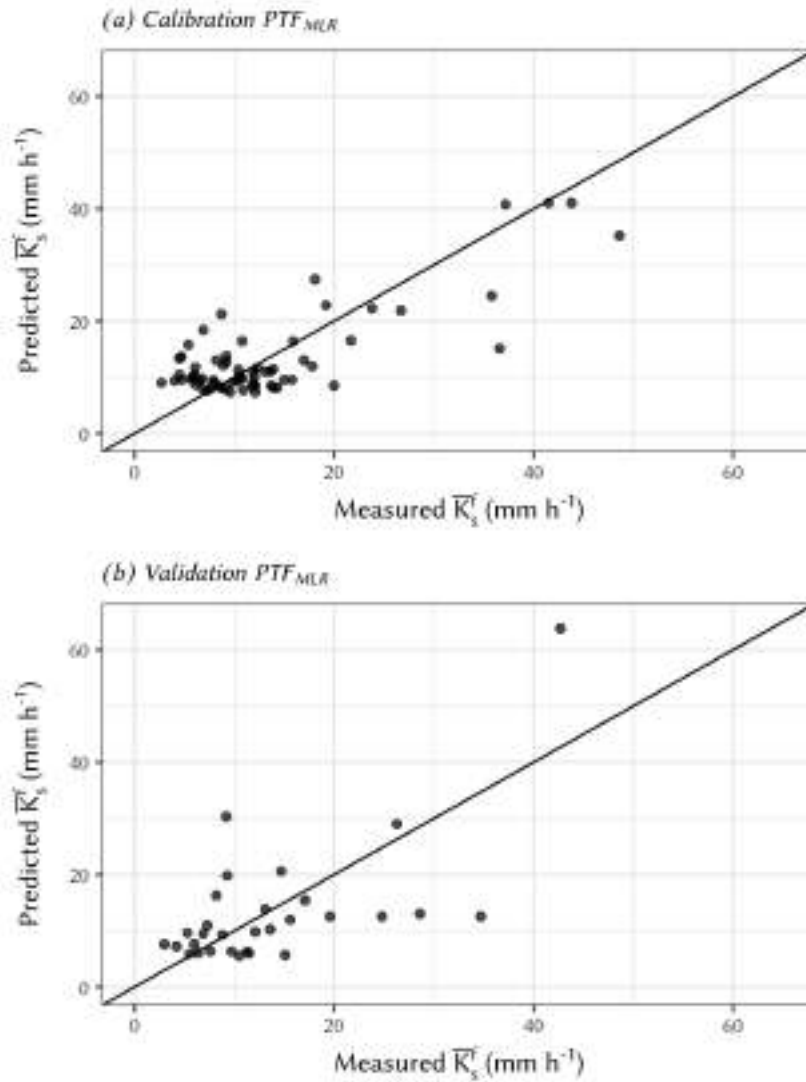 (a) Calibration PTF_MLR
60
40
20
0
Predicted K̅ₛᶠ (mm h⁻¹)
0 20 40 60
Measured K̅ₛᶠ (mm h⁻¹)
(b) Validation PTF_MLR
60
40
20
0
Predicted K̅ₛᶠ (mm h⁻¹)
0 20 40 60
Measured K̅ₛᶠ (mm h⁻¹)